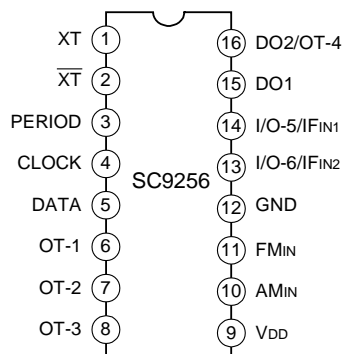 XT 1
X̅T̅ 2
PERIOD 3
CLOCK 4
DATA 5
OT-1 6
OT-2 7
OT-3 8
SC9256
16 DO2/OT-4
15 DO1
14 I/O-5/IFIN1
13 I/O-6/IFIN2
12 GND
11 FMIN
10 AMIN
9 VDD